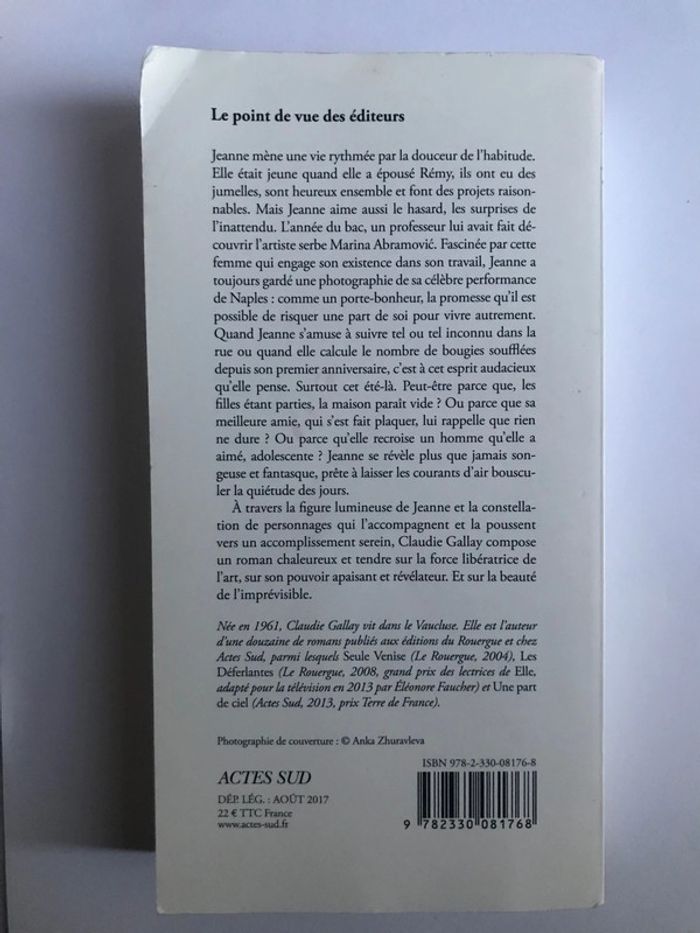 Le point de vue des éditeurs
Jeanne mène une vie rythmée par la douceur de l'habitude.
Elle était jeune quand elle a épousé Rémy, ils ont eu des
jumelles, sont heureux ensemble et font des projets raison-
nables. Mais Jeanne aime aussi le hasard, les surprises de
l'inattendu. L'année du bac, un professeur lui avait fait dé-
couvrir l'artiste serbe Marina Abramović. Fascinée par cette
femme qui engage son existence dans son travail, Jeanne a
toujours gardé une photographie de sa célèbre performance
de Naples : comme un porte-bonheur, la promesse qu'il est
possible de risquer une part de soi pour vivre autrement.
Quand Jeanne s'amuse à suivre tel ou tel inconnu dans la
rue ou quand elle calcule le nombre de bougies soufflées
depuis son premier anniversaire, c'est à cet esprit audacieux
qu'elle pense. Surtout cet été-là. Peut-être parce que, les
filles étant parties, la maison paraît vide ? Ou parce que sa
meilleure amie, qui s'est fait plaquer, lui rappelle que rien
ne dure ? Ou parce qu'elle recroise un homme qu'elle a
aimé, adolescente ? Jeanne se révèle plus que jamais son-
geuse et fantasque, prête à laisser les courants d'air bouscu-
ler la quiétude des jours.
À travers la figure lumineuse de Jeanne et la constella-
tion de personnages qui l'accompagnent et la poussent
vers un accomplissement serein, Claudie Gallay compose
un roman chaleureux et tendre sur la force libératrice de
l'art, sur son pouvoir apaisant et révélateur. Et sur la beauté
de l'imprévisible.
Née en 1961, Claudie Gallay vit dans le Vaucluse. Elle est l'auteur
d'une douzaine de romans publiés aux éditions du Rouergue et chez
Actes Sud, parmi lesquels Seule Venise (Le Rouergue, 2004), Les
Déferlantes (Le Rouergue, 2008, grand prix des lectrices de Elle,
adapté pour la télévision en 2013 par Éléonore Faucher) et Une part
de ciel (Actes Sud, 2013, prix Terre de France).
Photographie de couverture : © Anka Zhuravleva
ISBN 978-2-330-08176-8
ACTES SUD
DÉP. LÉG. : AOÛT 2017
22 € TTC France
www.actes-sud.fr
9 782330 081768